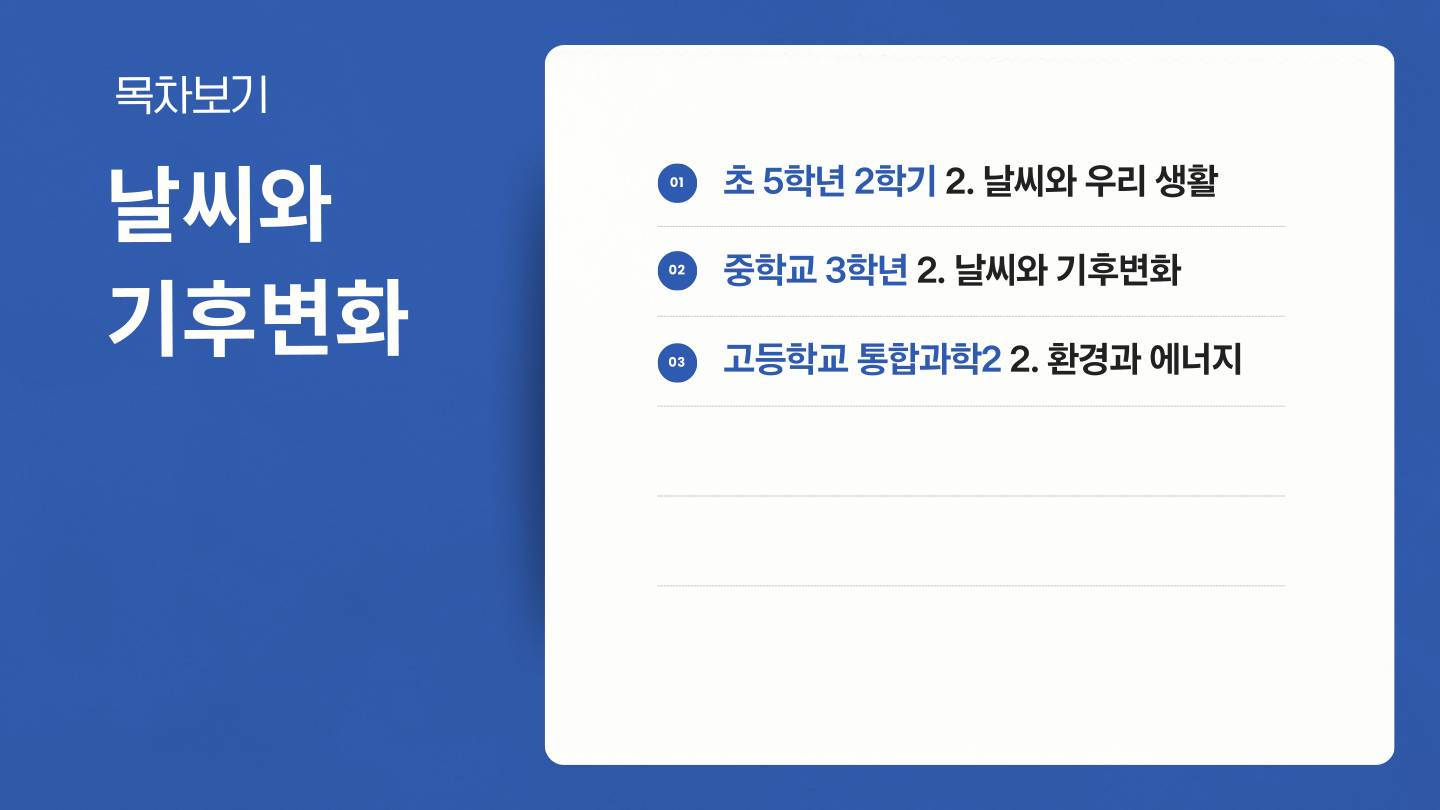 목차보기
날씨와
기후변화
01 초 5학년 2학기 2. 날씨와 우리 생활
02 중학교 3학년 2. 날씨와 기후변화
03 고등학교 통합과학2 2. 환경과 에너지